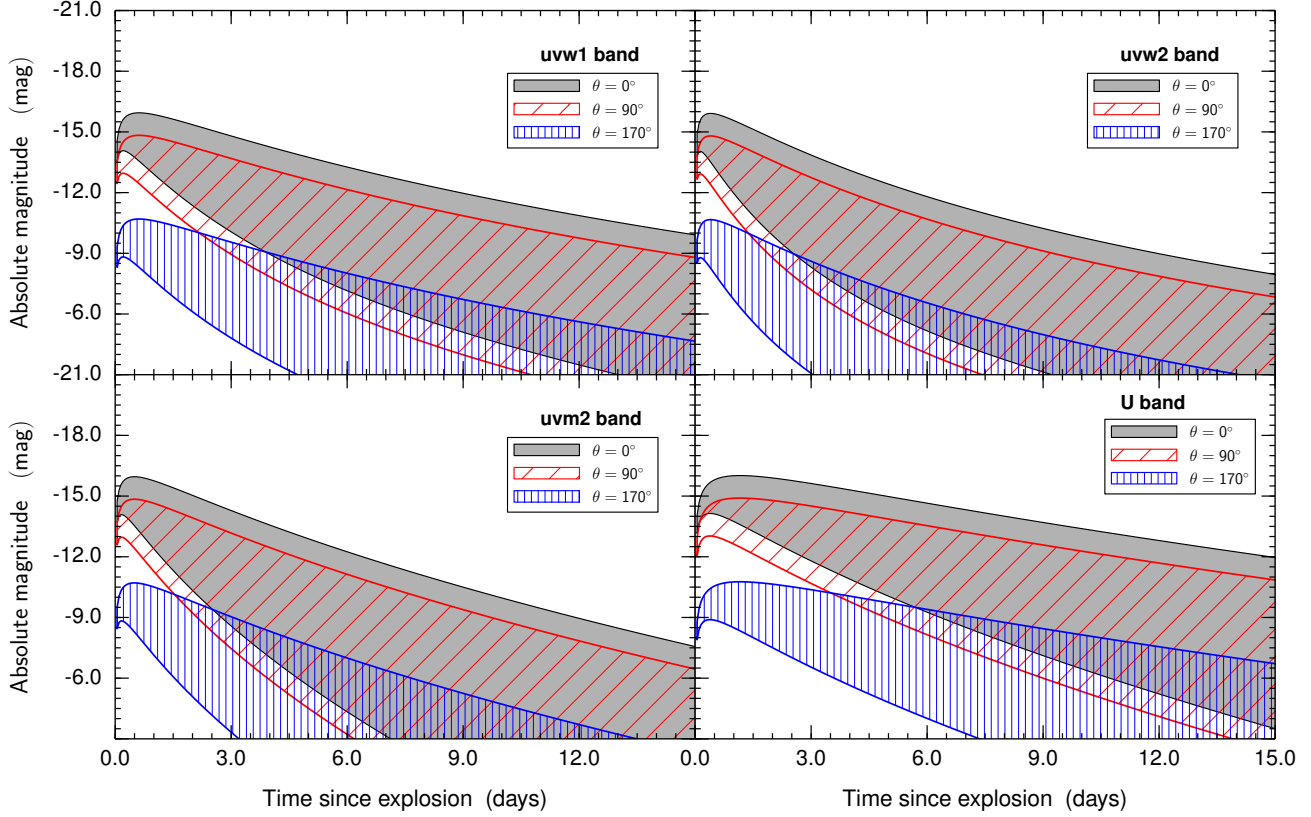 -21.0
-18.0
-15.0
-12.0
-9.0
-6.0
Absolute magnitude (mag)
uvw1 band
θ = 0°
θ = 90°
θ = 170°
uvw2 band
θ = 0°
θ = 90°
θ = 170°
-21.0
-18.0
-15.0
-12.0
-9.0
-6.0
Absolute magnitude (mag)
uvm2 band
θ = 0°
θ = 90°
θ = 170°
U band
θ = 0°
θ = 90°
θ = 170°
0.0 3.0 6.0 9.0 12.0 0.0 3.0 6.0 9.0 12.0 15.0
Time since explosion (days) Time since explosion (days)